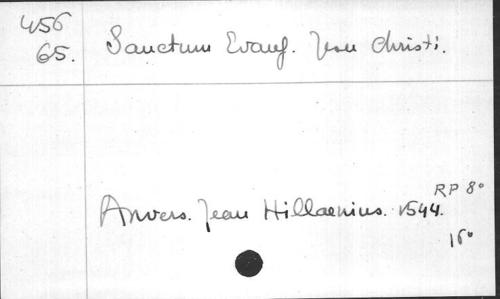 456
65.
Sanctum Evang. Jesu Christi.
RP 8°
Anvers. Jean Hillaenius. 1544.
16°